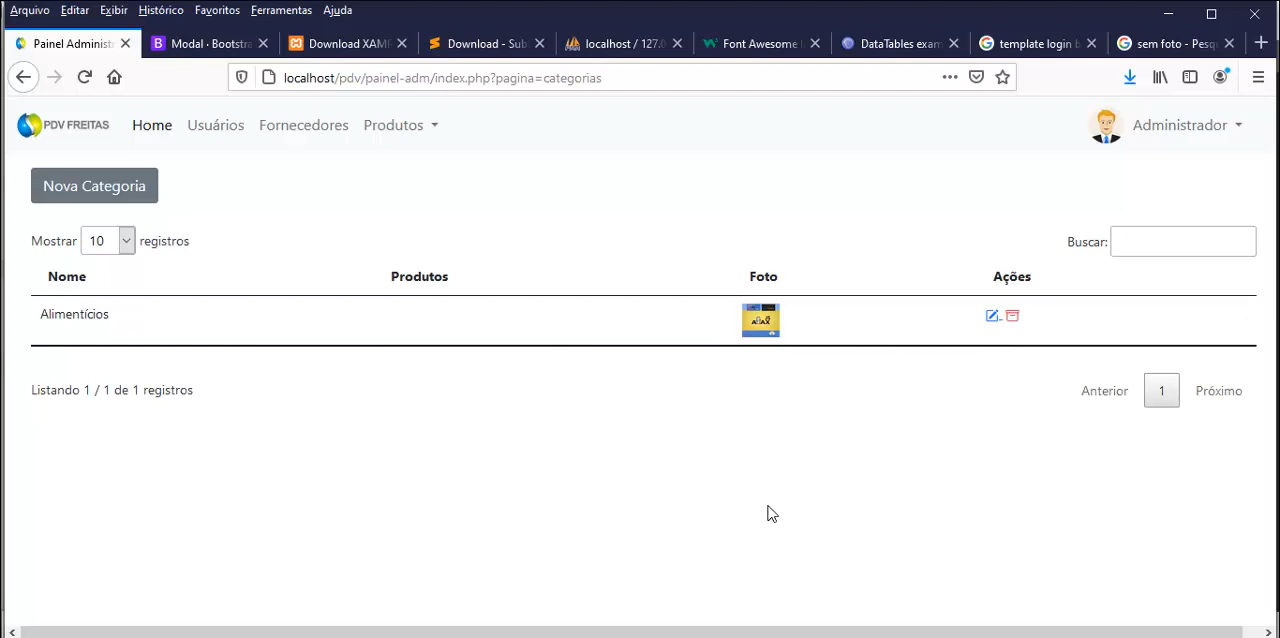 Arquivo Editar Exibir Histórico Favoritos Ferramentas Ajuda
Painel Administ Modal · Bootstra Download XAM Download - Sub localhost / 127.0 Font Awesome DataTables exam template login b sem foto - Pesq
localhost/pdv/painel-adm/index.php?pagina=categorias
PDV FREITAS Home Usuários Fornecedores Produtos Administrador
Nova Categoria
Mostrar 10 registros Buscar:
Nome Produtos Foto Ações
Alimentícios AJAX
Listando 1 / 1 de 1 registros Anterior 1 Próximo